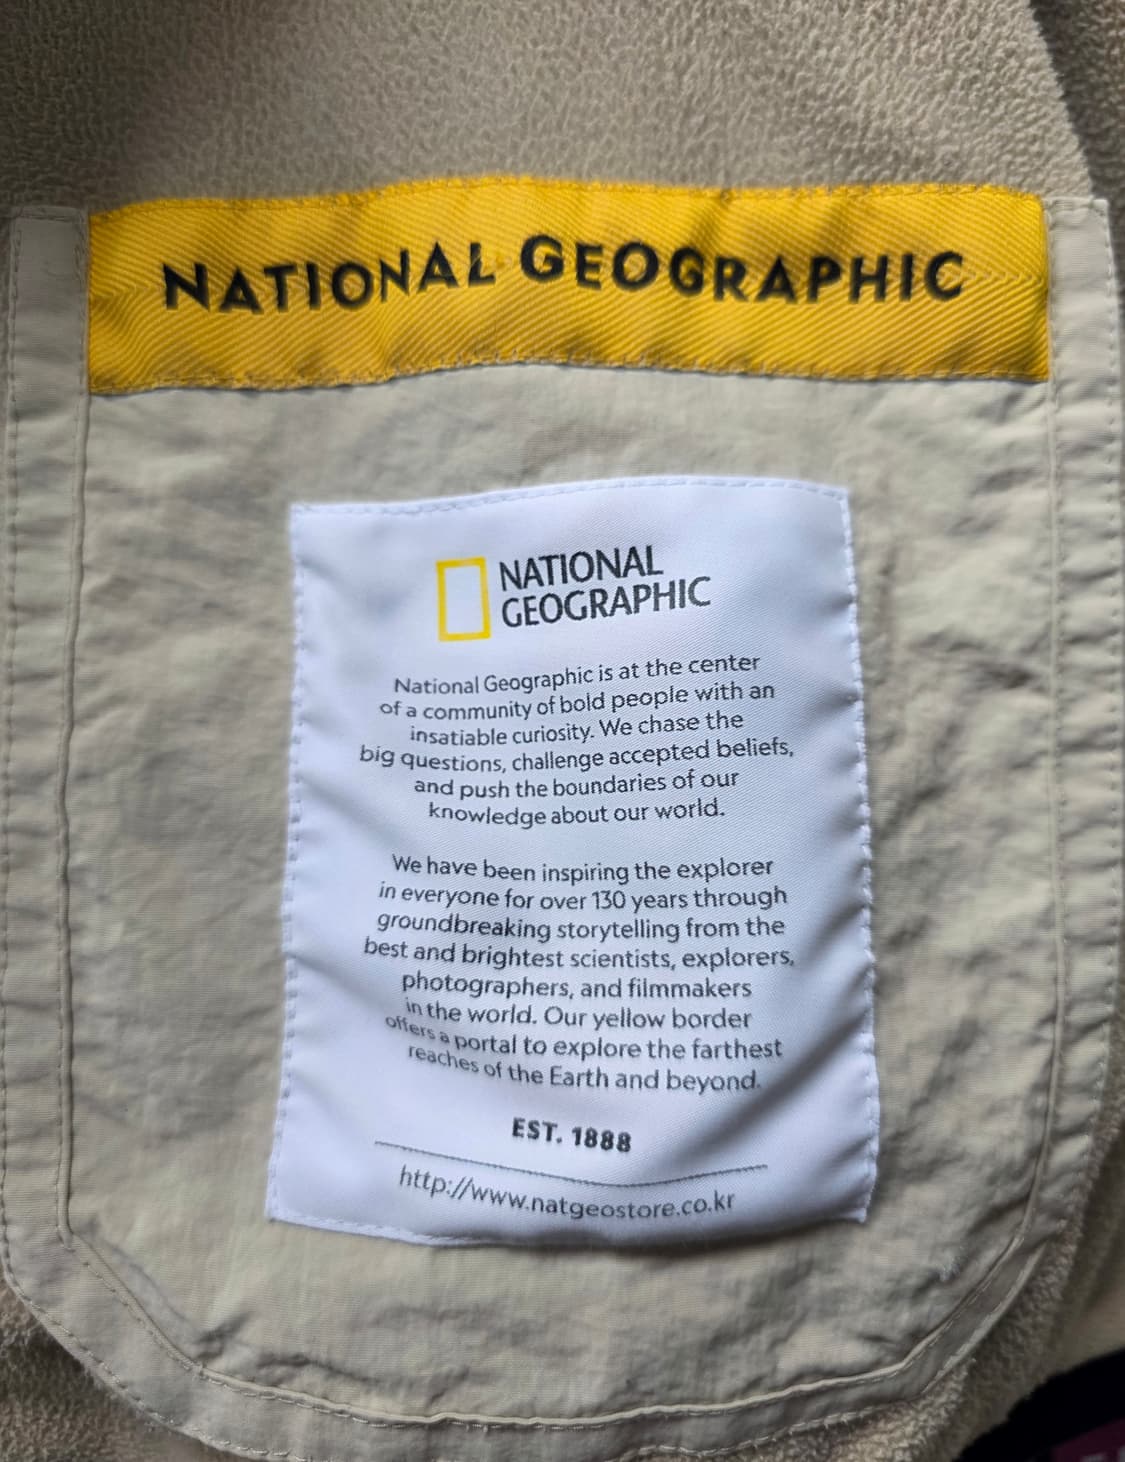 NATIONAL GEOGRAPHIC
NATIONAL
GEOGRAPHIC
National Geographic is at the center
of a community of bold people with an
insatiable curiosity. We chase the
big questions, challenge accepted beliefs,
and push the boundaries of our
knowledge about our world.
We have been inspiring the explorer
in everyone for over 130 years through
groundbreaking storytelling from the
best and brightest scientists, explorers,
photographers, and filmmakers
in the world. Our yellow border
offers a portal to explore the farthest
reaches of the Earth and beyond.
EST. 1888
http://www.natgeostore.co.kr